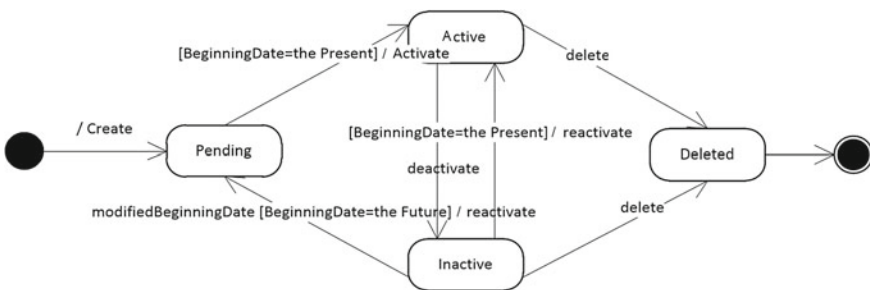 Active
[BeginningDate=the Present] / Activate
delete
/ Create
[BeginningDate=the Present] / reactivate
Pending
Deleted
deactivate
modifiedBeginningDate [BeginningDate=the Future] / reactivate
delete
Inactive